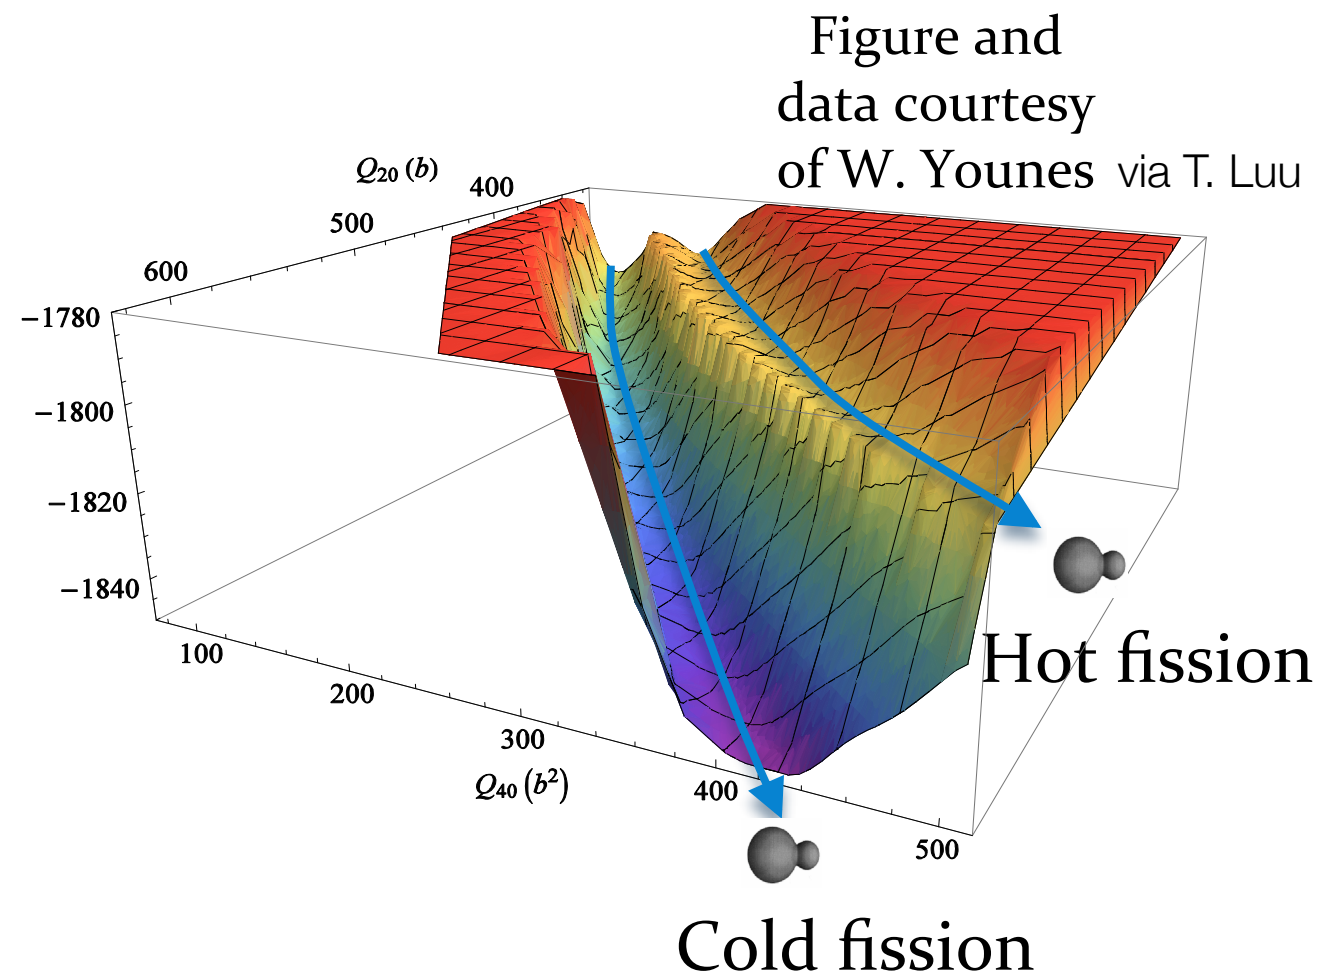 Figure and
data courtesy
of W. Younes via T. Luu
Q20 (b)
400
500
600
−1780
−1800
−1820
−1840
100
200
300
400
500
Q40 (b²)
Hot fission
Cold fission